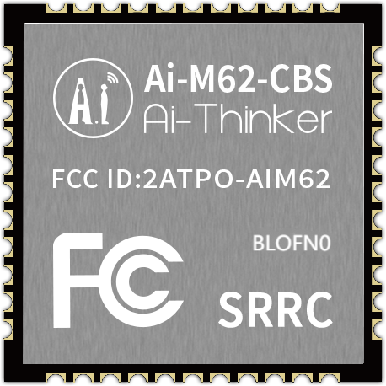 A.i
Ai-M62-CBS
Ai-Thinker
FCC ID:2ATPO-AIM62
FC
BLOFN0
SRRC